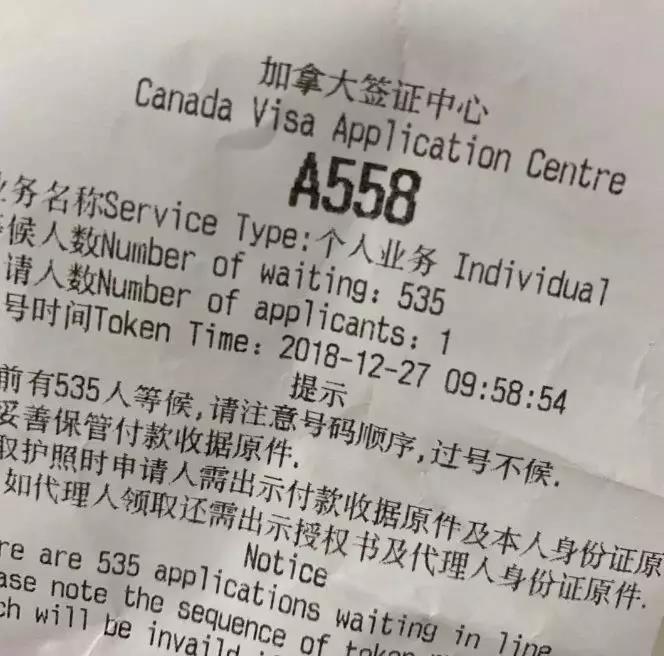 加拿大签证中心
Canada Visa Application Centre
A558
业务名称Service Type:个人业务 Individual
候人数Number of waiting: 535
请人数Number of applicants: 1
号时间Token Time: 2018-12-27 09:58:54
提示
前有535人等候,请注意号码顺序,过号不候.
妥善保管付款收据原件.
取护照时申请人需出示付款收据原件及本人身份证原
如代理人领取还需出示授权书及代理人身份证原件.
Notice
re are 535 applications waiting in line
ase note the sequence of token
ch will be invaild